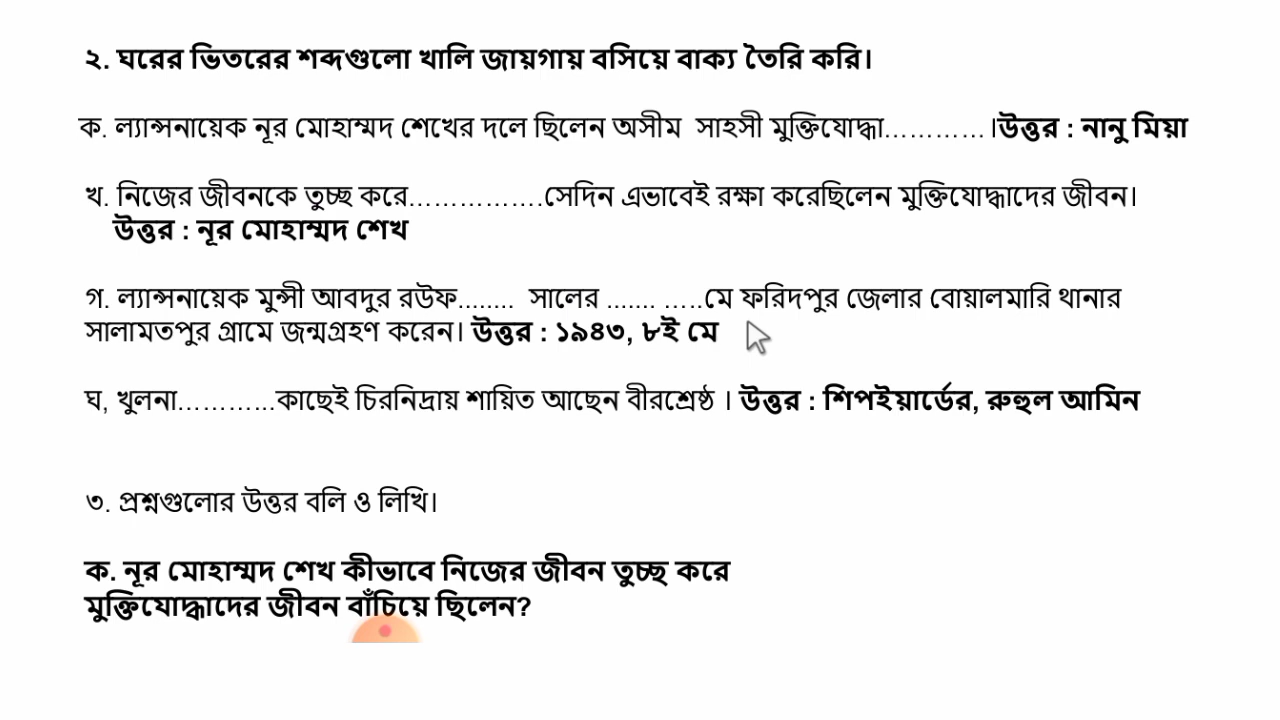 ২. ঘরের ভিতরের শব্দগুলো খালি জায়গায় বসিয়ে বাক্য তৈরি করি।
ক. ল্যান্সনায়েক নূর মোহাম্মদ শেখের দলে ছিলেন অসীম সাহসী মুক্তিযোদ্ধা………… ।উত্তর : নানু মিয়া
খ. নিজের জীবনকে তুচ্ছ করে…………….সেদিন এভাবেই রক্ষা করেছিলেন মুক্তিযোদ্ধাদের জীবন।
উত্তর : নূর মোহাম্মদ শেখ
গ. ল্যান্সনায়েক মুন্সী আবদুর রউফ........ সালের ....... …..মে ফরিদপুর জেলার বোয়ালমারি থানার
সালামতপুর গ্রামে জন্মগ্রহণ করেন। উত্তর : ১৯৪৩, ৮ই মে
ঘ, খুলনা………...কাছেই চিরনিদ্রায় শায়িত আছেন বীরশ্রেষ্ঠ । উত্তর : শিপইয়ার্ডের, রুহুল আমিন
৩. প্রশ্নগুলোর উত্তর বলি ও লিখি।
ক. নূর মোহাম্মদ শেখ কীভাবে নিজের জীবন তুচ্ছ করে
মুক্তিযোদ্ধাদের জীবন বাঁচিয়ে ছিলেন?